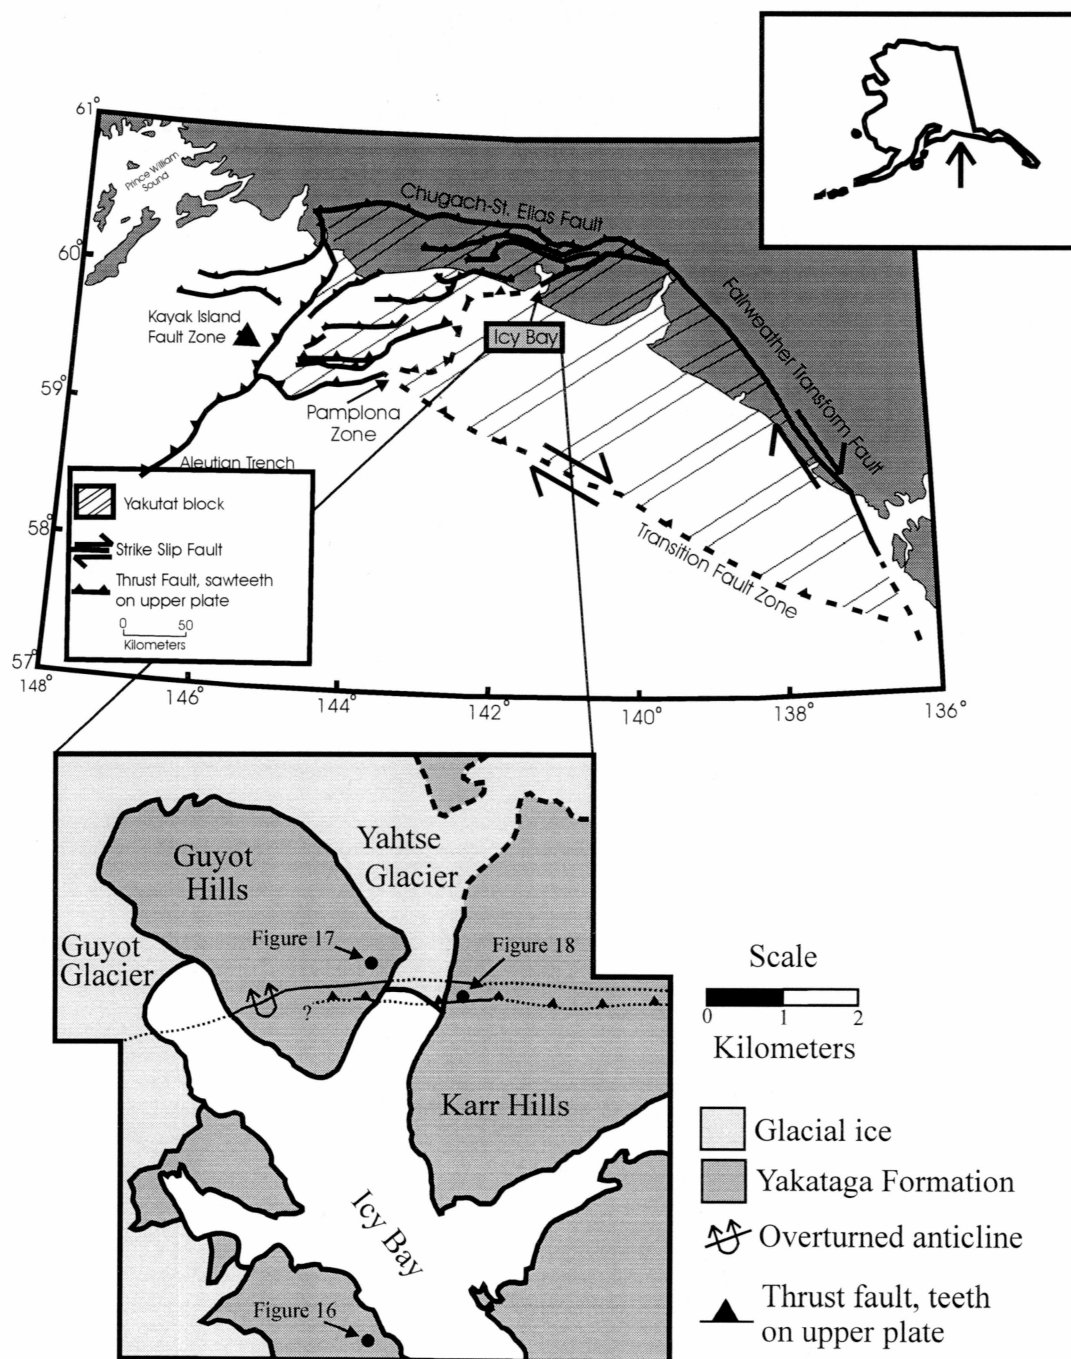 61°
Prince William
Sound
Chugach-St. Elias Fault
60°
Kayak Island
Fault Zone
Icy Bay
Fairweather Transform Fault
59°
Pamplona
Zone
Aleutian Trench
Yakutat block
58°
Strike Slip Fault
Thrust Fault, sawteeth
on upper plate
0 50
Kilometers
Transition Fault Zone
57°
148°
146°
144°
142°
140°
138°
136°
Yahtse
Glacier
Guyot
Hills
Guyot
Glacier
Figure 17
Figure 18
?
Scale
0 1 2
Kilometers
Karr Hills
Glacial ice
Yakataga Formation
Icy Bay
Overturned anticline
Figure 16
Thrust fault, teeth
on upper plate